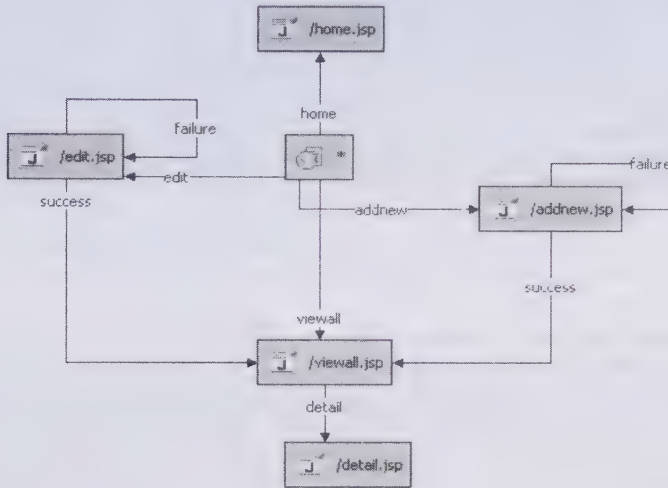 /home.jsp
home
failure
/edit.jsp
*
edit
success
failure
addnew
/addnew.jsp
success
viewall
/viewall.jsp
detail
/detail.jsp